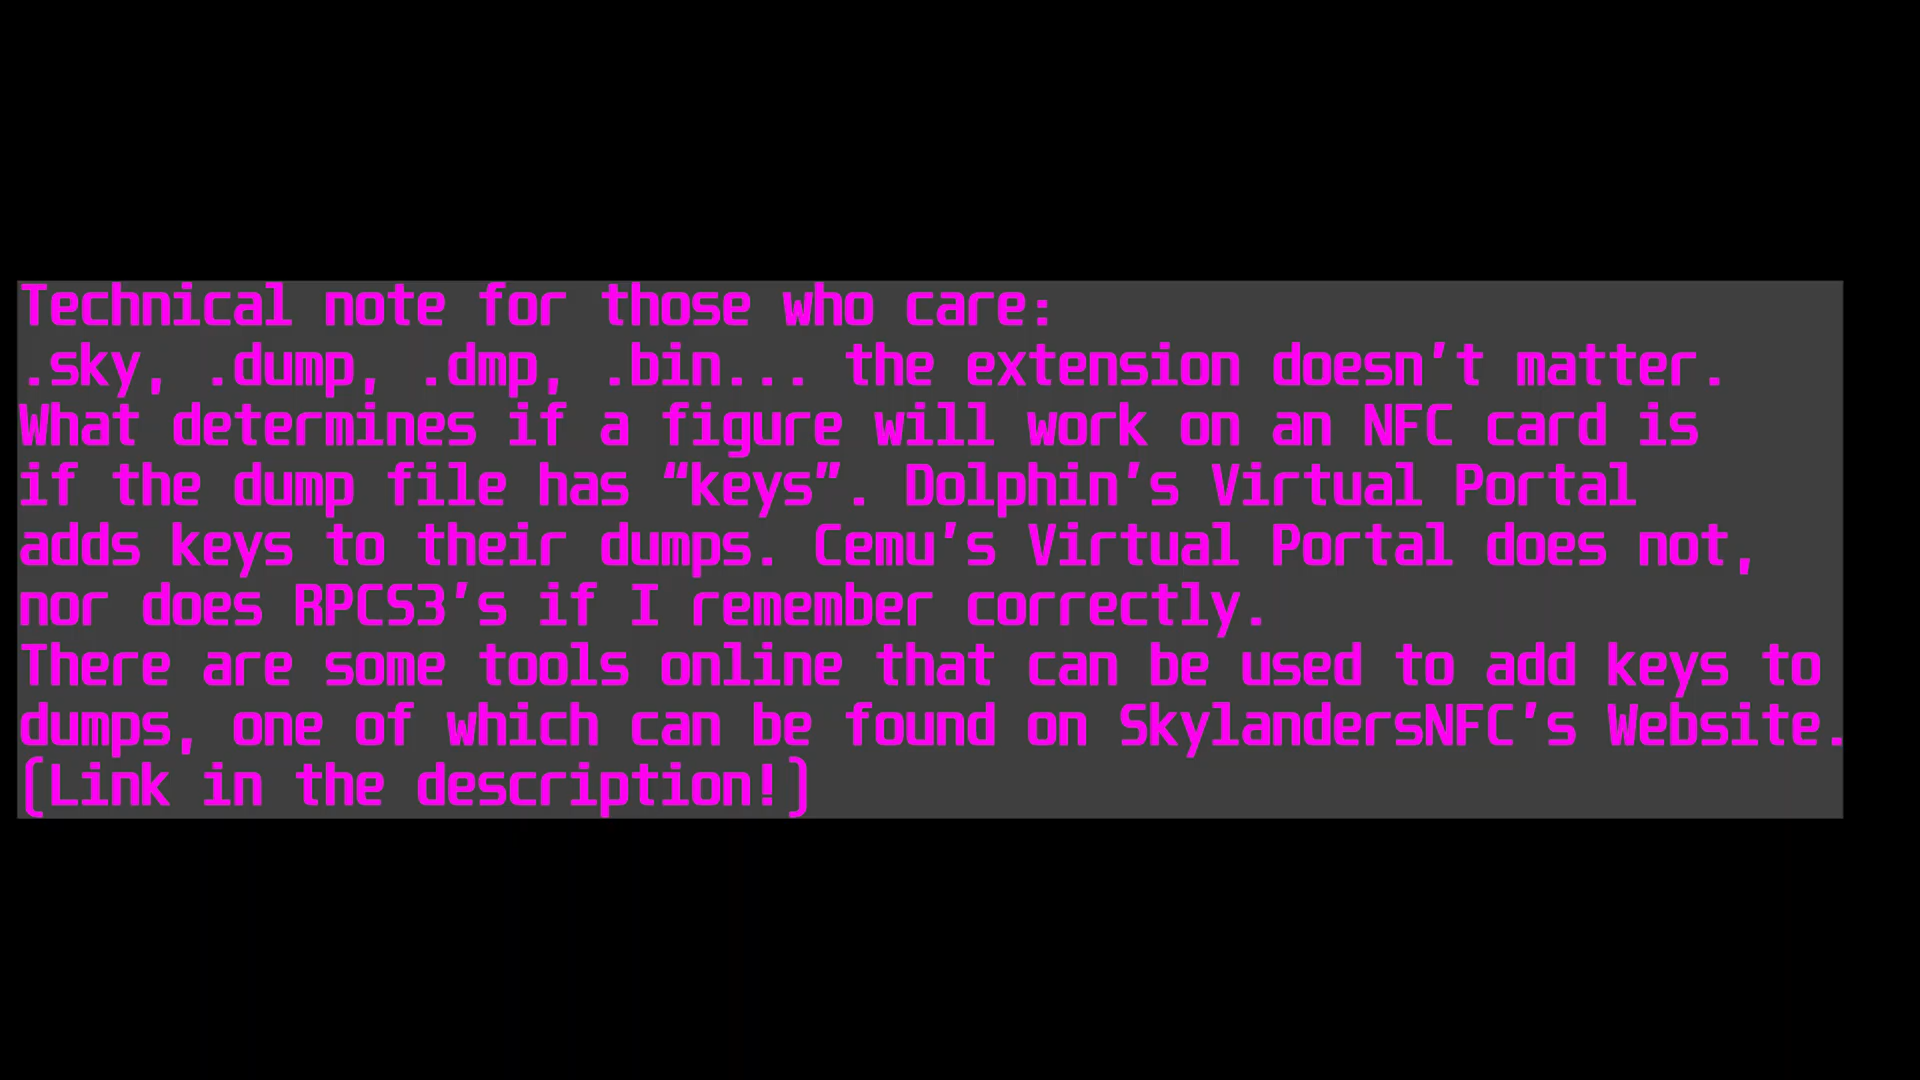 Technical note for those who care:
.sky, .dump, .dmp, .bin... the extension doesn't matter.
What determines if a figure will work on an NFC card is
if the dump file has “keys”. Dolphin's Virtual Portal
adds keys to their dumps. Cemu's Virtual Portal does not,
nor does RPCS3's if I remember correctly.
There are some tools online that can be used to add keys to
dumps, one of which can be found on SkylandersNFC's Website.
(Link in the description!)